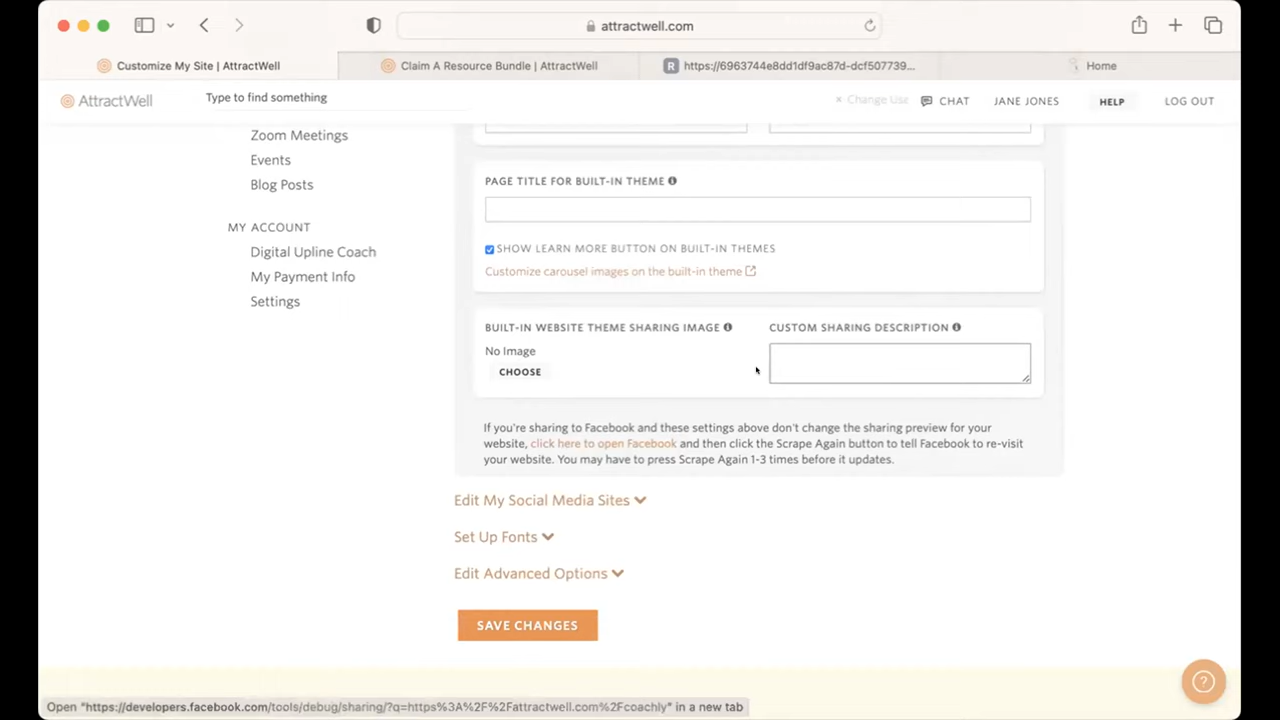 attractwell.com
Customize My Site | AttractWell
Claim A Resource Bundle | AttractWell
R https://6963744e8dd1df9ac87d-dcf507739...
Home
AttractWell
Type to find something
× Change Use
CHAT
JANE JONES
HELP
LOG OUT
Zoom Meetings
Events
Blog Posts
MY ACCOUNT
Digital Upline Coach
My Payment Info
Settings
PAGE TITLE FOR BUILT-IN THEME
SHOW LEARN MORE BUTTON ON BUILT-IN THEMES
Customize carousel images on the built-in theme
BUILT-IN WEBSITE THEME SHARING IMAGE
No Image
CHOOSE
CUSTOM SHARING DESCRIPTION
If you're sharing to Facebook and these settings above don't change the sharing preview for your
website, click here to open Facebook and then click the Scrape Again button to tell Facebook to re-visit
your website. You may have to press Scrape Again 1-3 times before it updates.
Edit My Social Media Sites
Set Up Fonts
Edit Advanced Options
SAVE CHANGES
?
Open "https://developers.facebook.com/tools/debug/sharing/?q=https%3A%2F%2Fattractwell.com%2Fcoachly" in a new tab